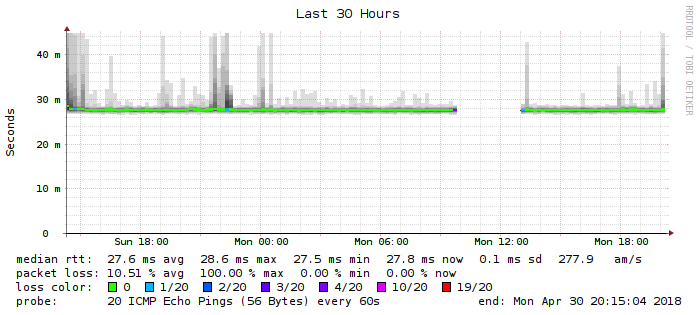 Last 30 Hours
RRDTOOL / TOBI OETIKER
Seconds
40 m
30 m
20 m
10 m
0
Sun 18:00 Mon 00:00 Mon 06:00 Mon 12:00 Mon 18:00
median rtt: 27.6 ms avg 28.6 ms max 27.5 ms min 27.8 ms now 0.1 ms sd 277.9 am/s
packet loss: 10.51 % avg 100.00 % max 0.00 % min 0.00 % now
loss color: 0 1/20 2/20 3/20 4/20 10/20 19/20
probe: 20 ICMP Echo Pings (56 Bytes) every 60s end: Mon Apr 30 20:15:04 2018